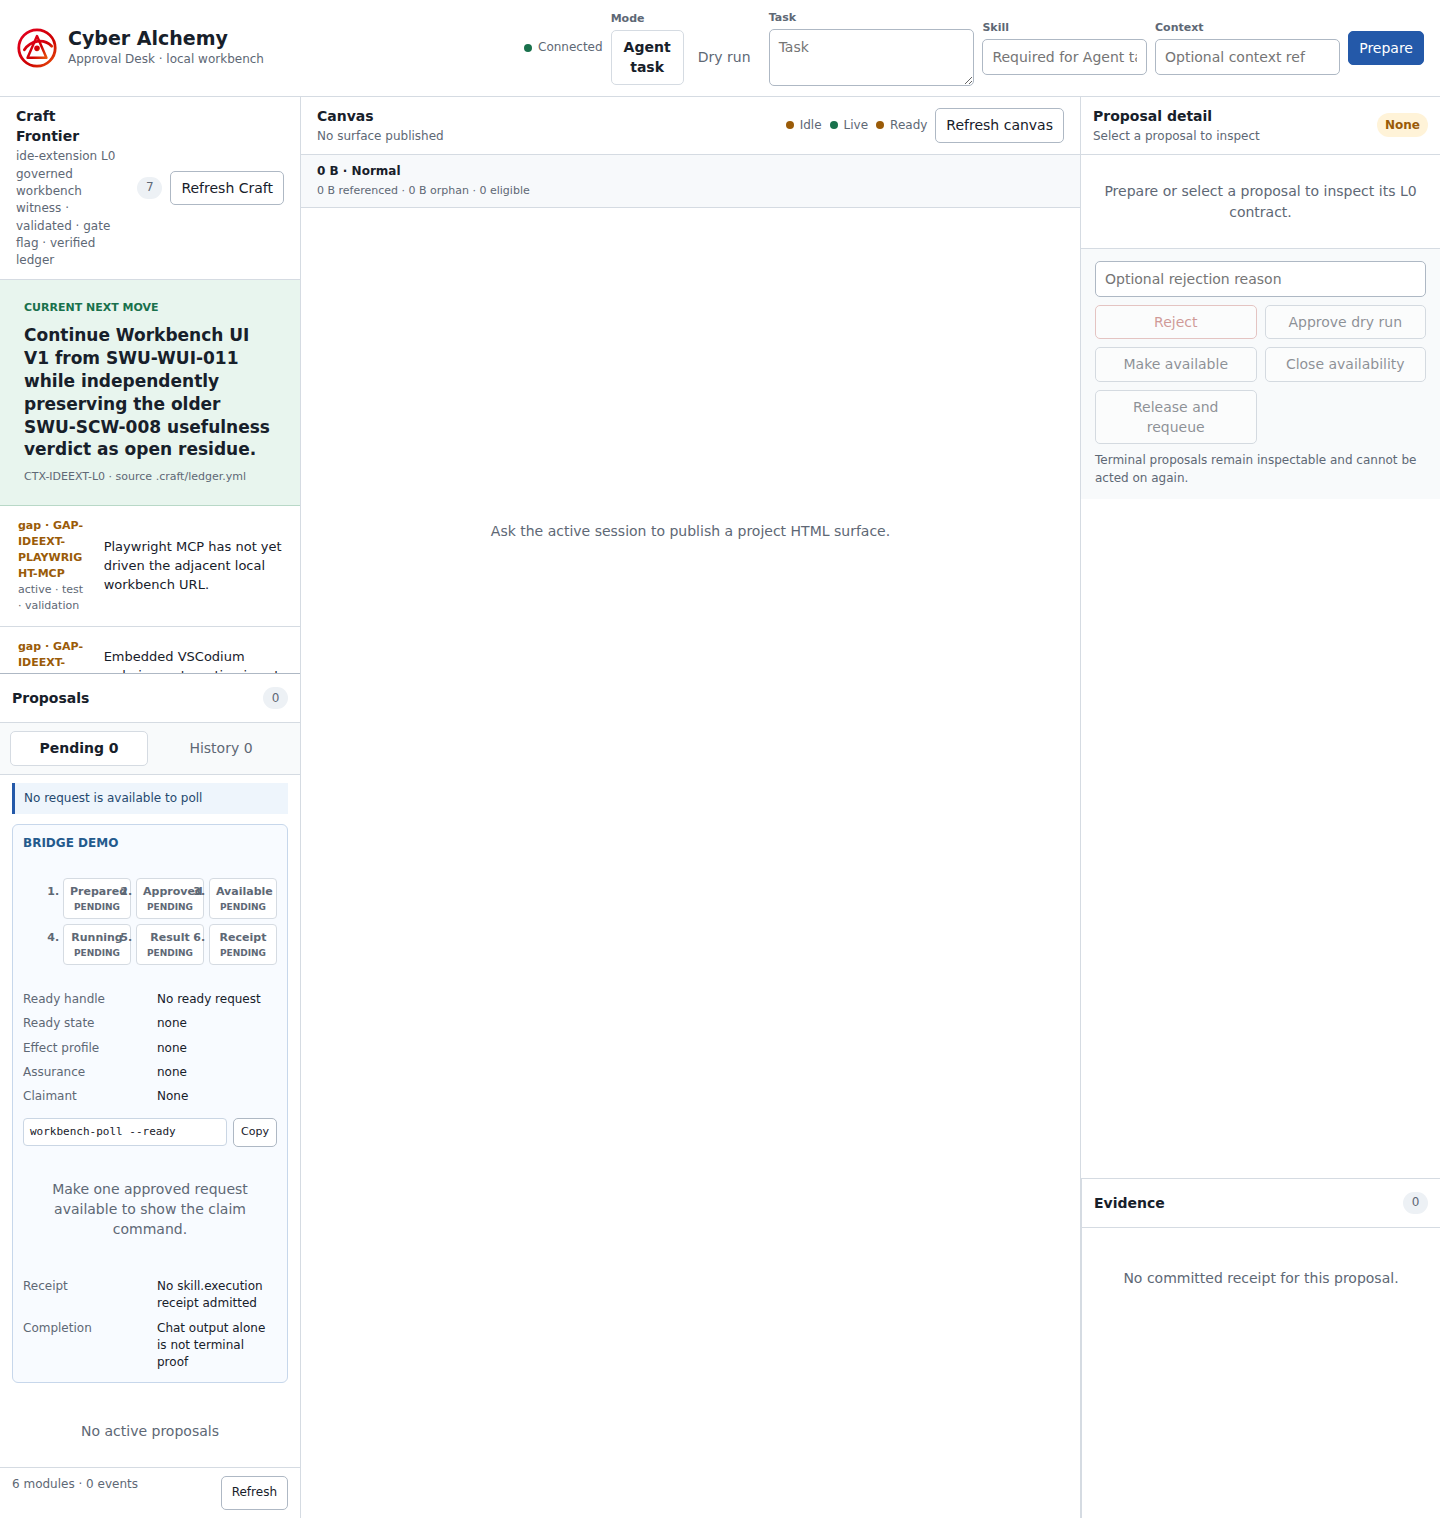 Cyber Alchemy
Approval Desk · local workbench
Connected
Mode
Agent
task
Dry run
Task
Task
Skill
Required for Agent ta
Context
Optional context ref
Prepare
Craft
Frontier
ide-extension L0
governed
workbench
witness ·
validated · gate
flag · verified
ledger
7
Refresh Craft
CURRENT NEXT MOVE
Continue Workbench UI
V1 from SWU-WUI-011
while independently
preserving the older
SWU-SCW-008 usefulness
verdict as open residue.
CTX-IDEEXT-L0 · source .craft/ledger.yml
gap · GAP-
IDEEXT-
PLAYWRIG
HT-MCP
active · test
· validation
Playwright MCP has not yet
driven the adjacent local
workbench URL.
gap · GAP-
IDEEXT-
Embedded VSCodium
Proposals
0
Pending 0
History 0
No request is available to poll
BRIDGE DEMO
1. Prepared
PENDING
2. Approved
PENDING
3. Available
PENDING
4. Running
PENDING
5. Result
PENDING
6. Receipt
PENDING
Ready handle No ready request
Ready state none
Effect profile none
Assurance none
Claimant None
workbench-poll --ready
Copy
Make one approved request
available to show the claim
command.
Receipt No skill.execution
receipt admitted
Completion Chat output alone
is not terminal
proof
No active proposals
6 modules · 0 events
Refresh
Canvas
No surface published
Idle
Live
Ready
Refresh canvas
0 B · Normal
0 B referenced · 0 B orphan · 0 eligible
Ask the active session to publish a project HTML surface.
Proposal detail
Select a proposal to inspect
None
Prepare or select a proposal to inspect its L0
contract.
Optional rejection reason
Reject
Approve dry run
Make available
Close availability
Release and
requeue
Terminal proposals remain inspectable and cannot be
acted on again.
Evidence
0
No committed receipt for this proposal.